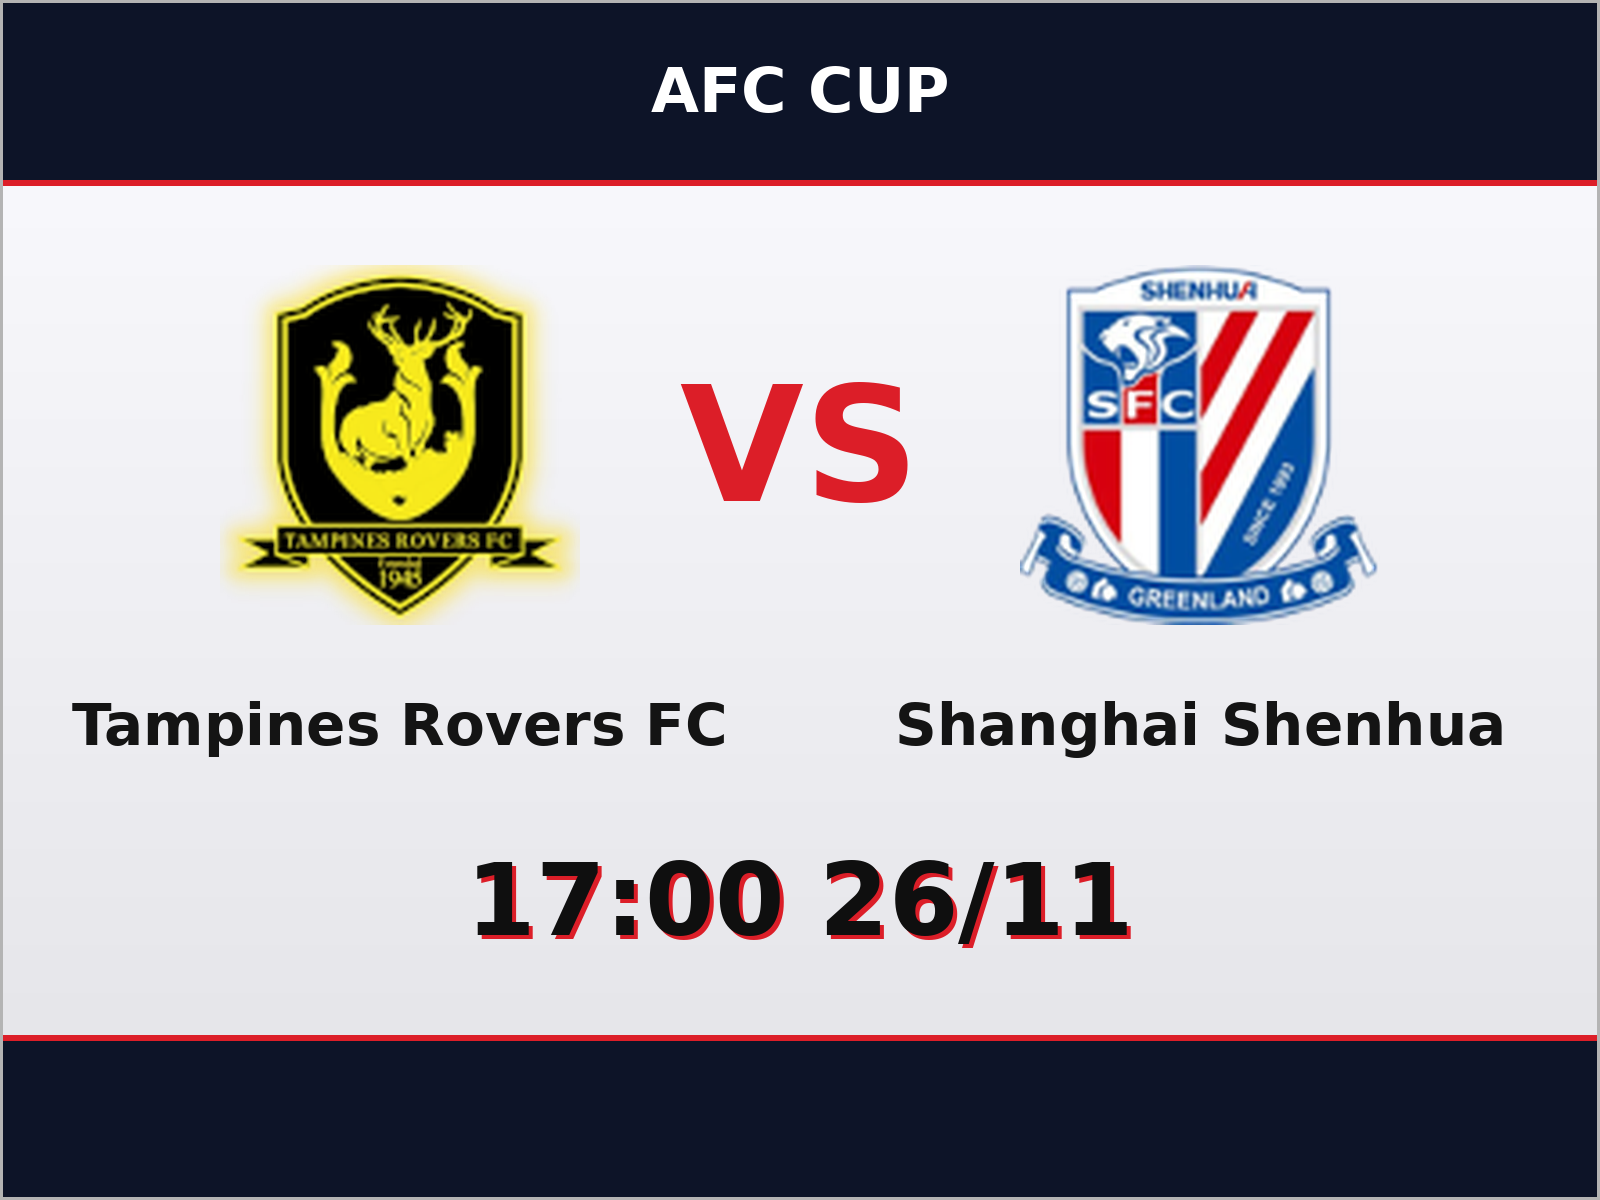 AFC CUP
SHENHUA
SFC
SINCE 1993
GREENLAND
VS
TAMPINES ROVERS FC
Founded
1945
Tampines Rovers FC
Shanghai Shenhua
17:00 26/11